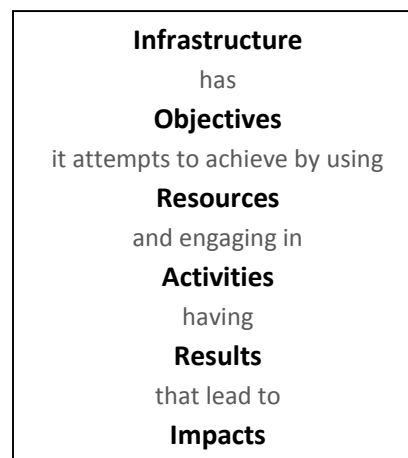 Infrastructure
has
Objectives
it attempts to achieve by using
Resources
and engaging in
Activities
having
Results
that lead to
Impacts